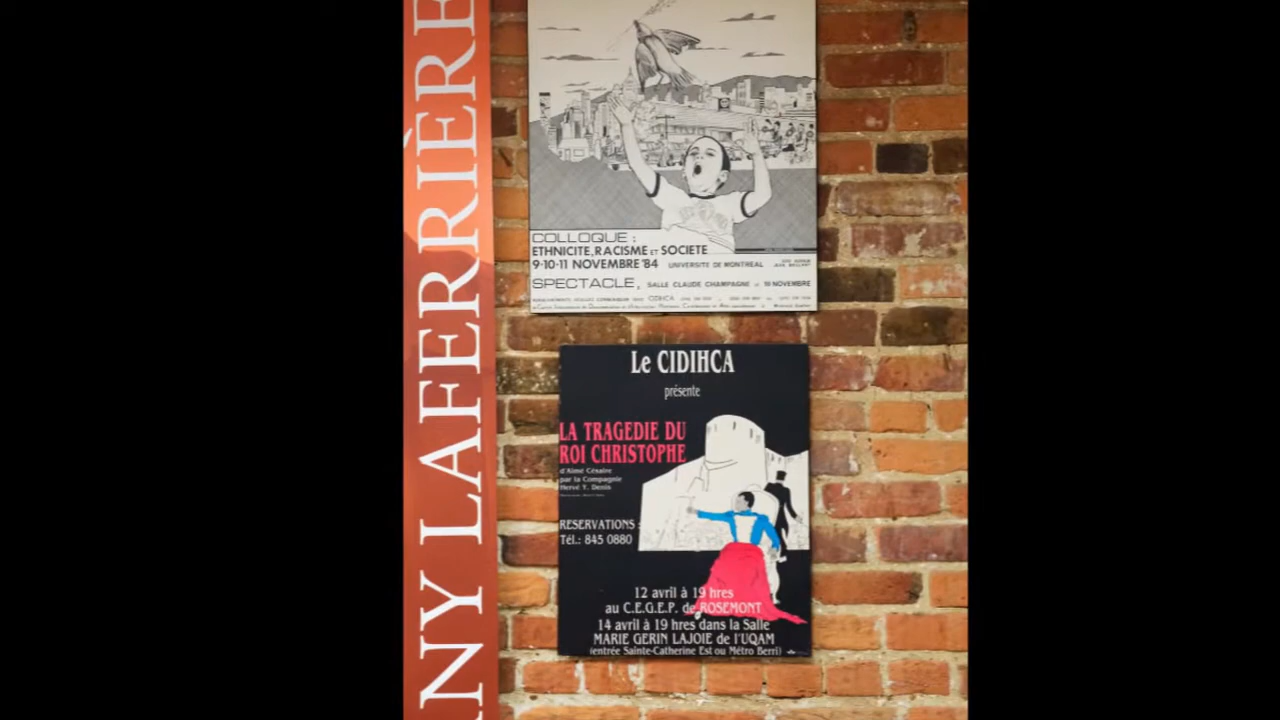 NY LAFERRIÈRE
COLLOQUE :
ETHNICITE, RACISME ET SOCIETE
9-10-11 NOVEMBRE '84 UNIVERSITE DE MONTREAL
SPECTACLE, SALLE CLAUDE CHAMPAGNE LE 10 NOVEMBRE
CIDIHCA
Le CIDIHCA
présente
LA TRAGEDIE DU
ROI CHRISTOPHE
d'Aimé Césaire
par la Compagnie
Hervé Y. Denis
RESERVATIONS :
Tél.: 845 0880
12 avril à 19 hres
au C.E.G.E.P. de ROSEMONT
14 avril à 19 hres dans la Salle
MARIE GERIN LAJOIE de l'UQAM
(entrée Sainte-Catherine Est ou Métro Berri)